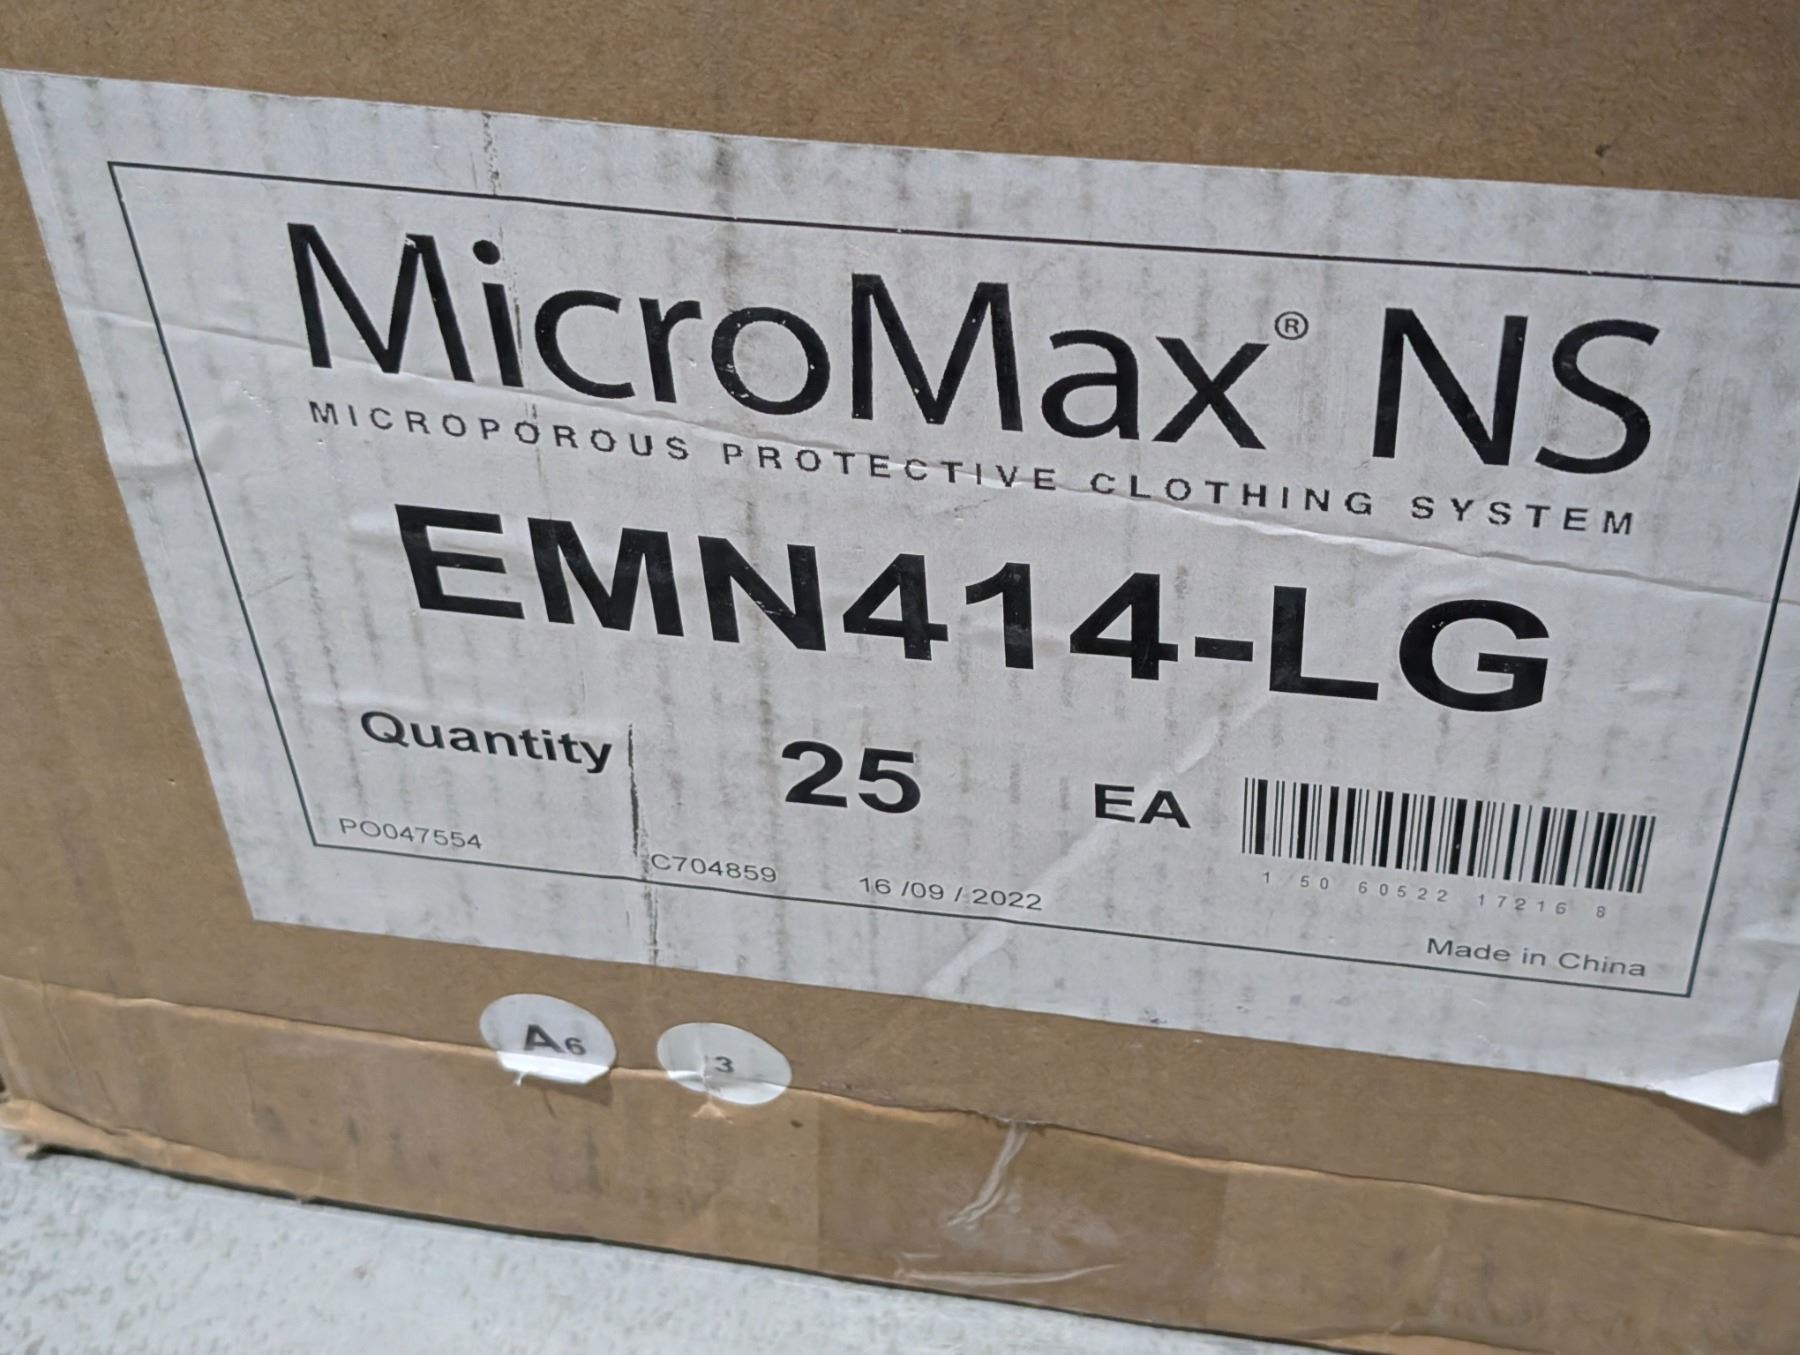 MicroMax® NS
MICROPOROUS PROTECTIVE CLOTHING SYSTEM
EMN414-LG
Quantity 25 EA
1 50 60522 17216 8
PO047554 C704859 16 /09 / 2022
Made in China
A6 3